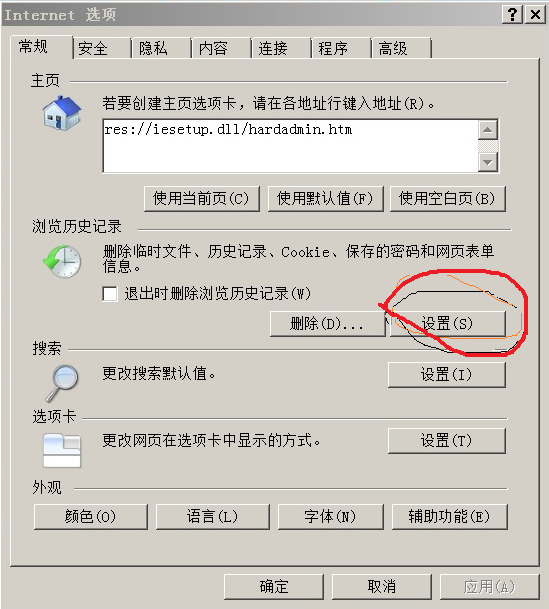 Internet 选项
常规 安全 隐私 内容 连接 程序 高级
主页
若要创建主页选项卡，请在各地址行键入地址(R)。
res://iesetup.dll/hardadmin.htm
使用当前页(C) 使用默认值(F) 使用空白页(B)
浏览历史记录
删除临时文件、历史记录、Cookie、保存的密码和网页表单
信息。
退出时删除浏览历史记录(W)
删除(D)... 设置(S)
搜索
更改搜索默认值。 设置(I)
选项卡
更改网页在选项卡中显示的方式。 设置(T)
外观
颜色(O) 语言(L) 字体(N) 辅助功能(E)
确定 取消 应用(A)